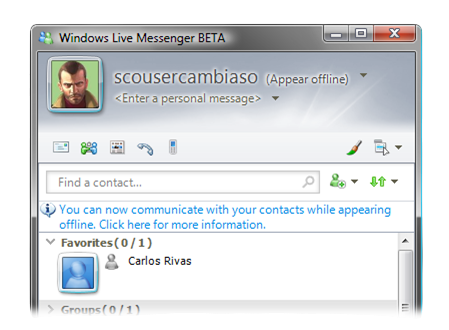 Windows Live Messenger BETA
scousercambiaso (Appear offline)
<Enter a personal message>
Find a contact...
You can now communicate with your contacts while appearing
offline. Click here for more information.
Favorites( 0 / 1 )
Carlos Rivas
Groups( 0 / 1 )